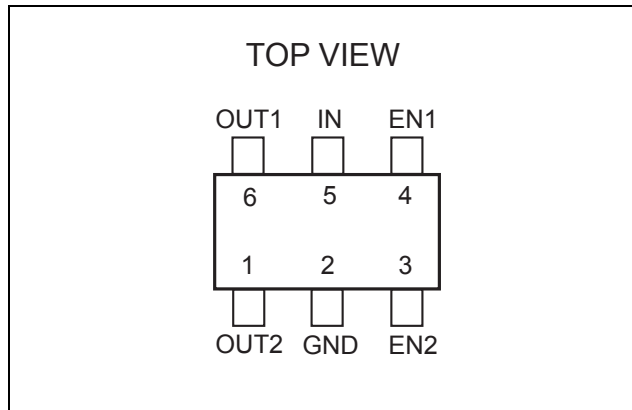 TOP VIEW
OUT1 IN EN1
6 5 4
1 2 3
OUT2 GND EN2